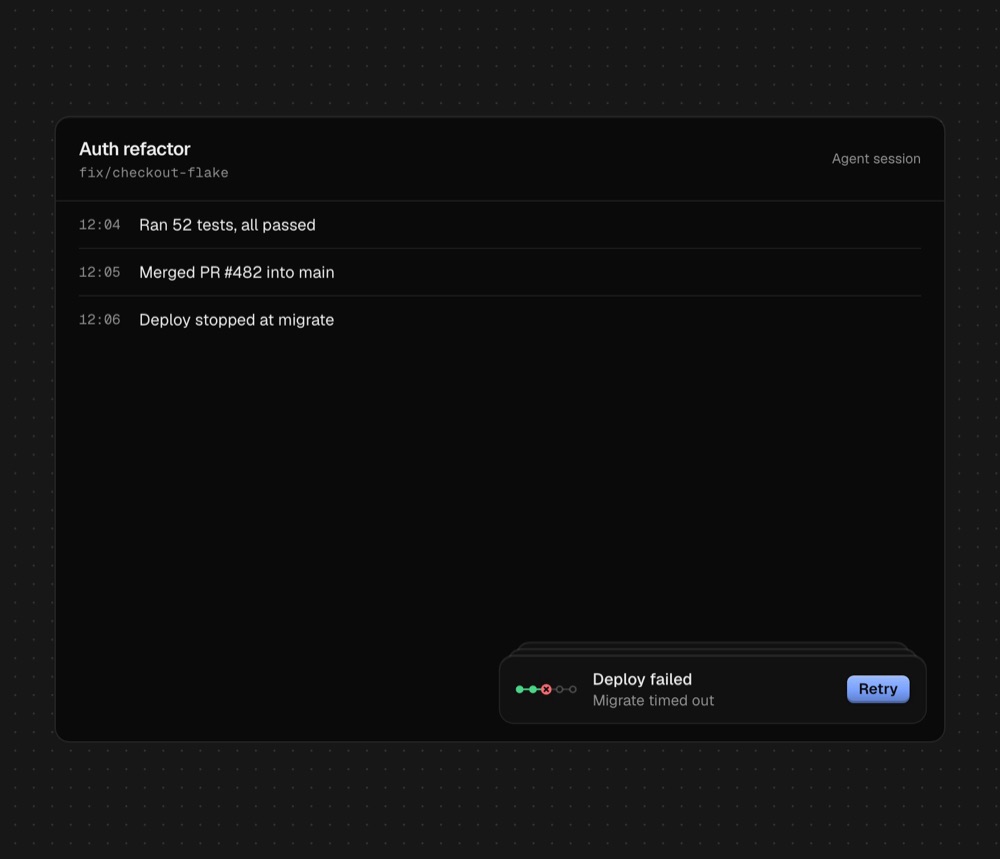 Auth refactor
fix/checkout-flake
Agent session
12:04 Ran 52 tests, all passed
12:05 Merged PR #482 into main
12:06 Deploy stopped at migrate
Deploy failed
Migrate timed out
Retry